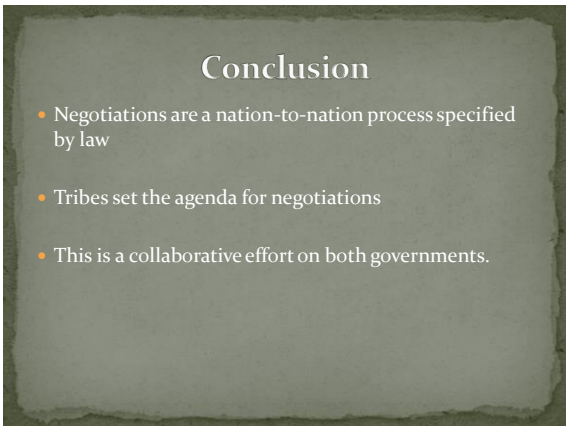 Conclusion
• Negotiations are a nation-to-nation process specified
by law
• Tribes set the agenda for negotiations
• This is a collaborative effort on both governments.